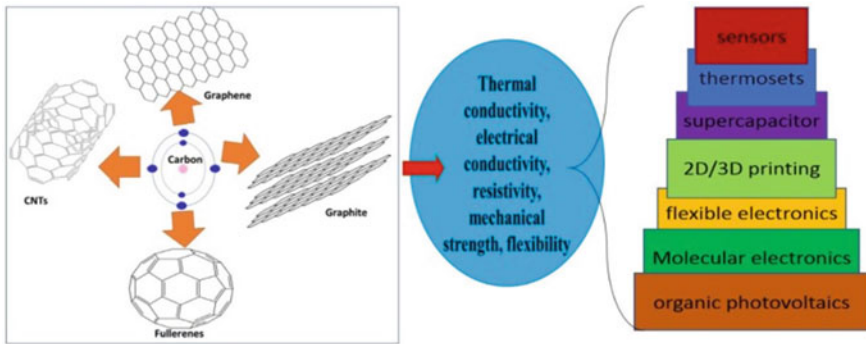 Graphene
Carbon
CNTs
Graphite
Fullerenes
Thermal
conductivity,
electrical
conductivity,
resistivity,
mechanical
strength, flexibility
sensors
thermosets
supercapacitor
2D/3D printing
flexible electronics
Molecular electronics
organic photovoltaics